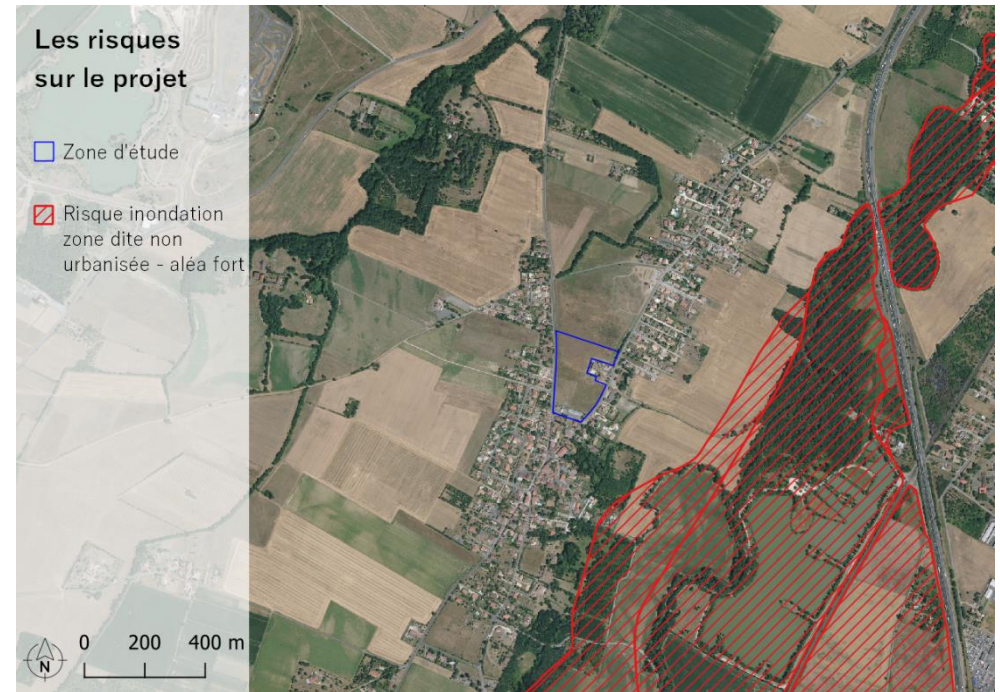 Les risques
sur le projet
Zone d'étude
Risque inondation
zone dite non
urbanisée - aléa fort
N
0 200 400 m